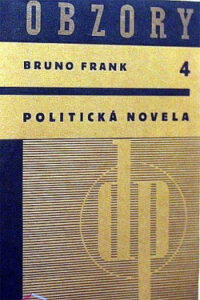 OBZORY
BRUNO FRANK 4
POLITICKÁ NOVELA
dp